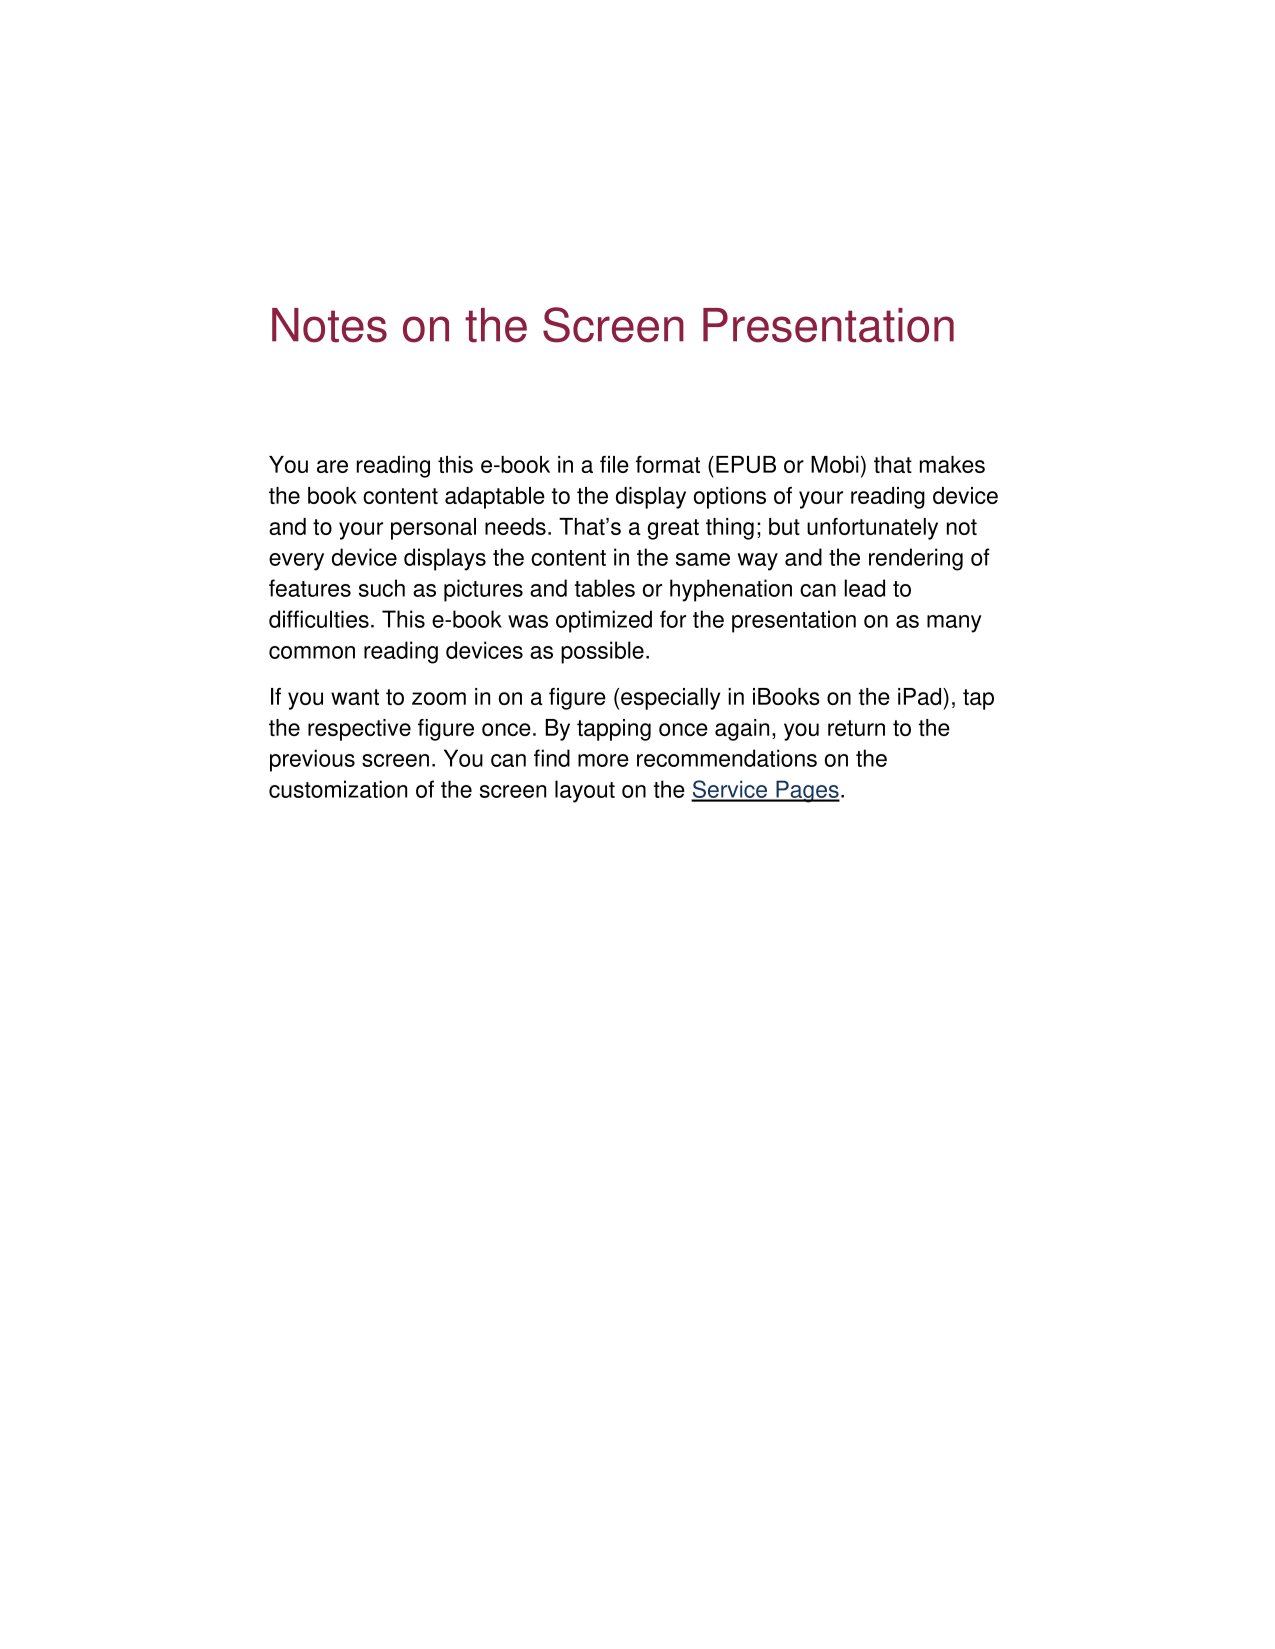 Notes on the Screen Presentation
You are reading this e-book in a file format (EPUB or Mobi) that makes
the book content adaptable to the display options of your reading device
and to your personal needs. That’s a great thing; but unfortunately not
every device displays the content in the same way and the rendering of
features such as pictures and tables or hyphenation can lead to
difficulties. This e-book was optimized for the presentation on as many
common reading devices as possible.
If you want to zoom in on a figure (especially in iBooks on the iPad), tap
the respective figure once. By tapping once again, you return to the
previous screen. You can find more recommendations on the
customization of the screen layout on the Service Pages.